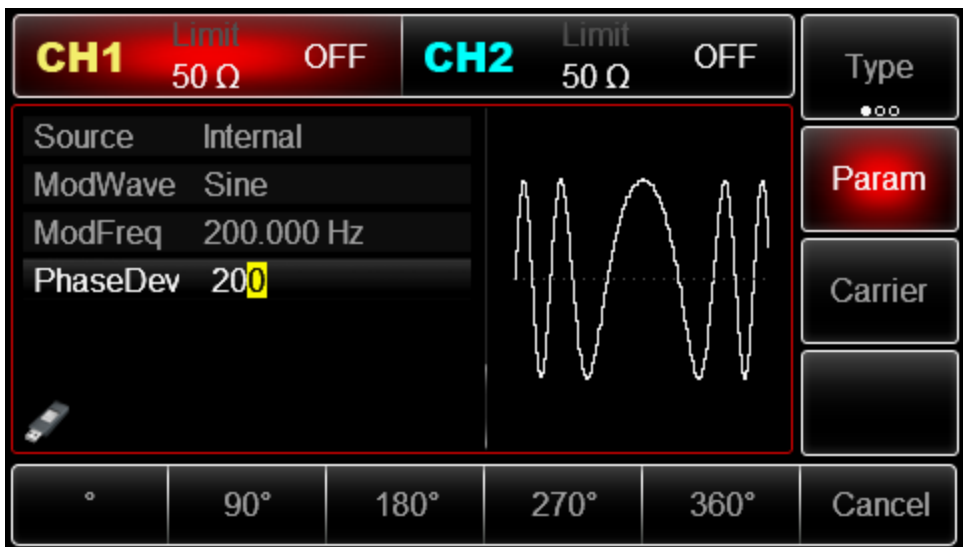 CH1 Limit 50 Ω OFF
CH2 Limit 50 Ω OFF
Type
Source Internal
ModWave Sine
ModFreq 200.000 Hz
PhaseDev 200
Param
Carrier
° 90° 180° 270° 360° Cancel